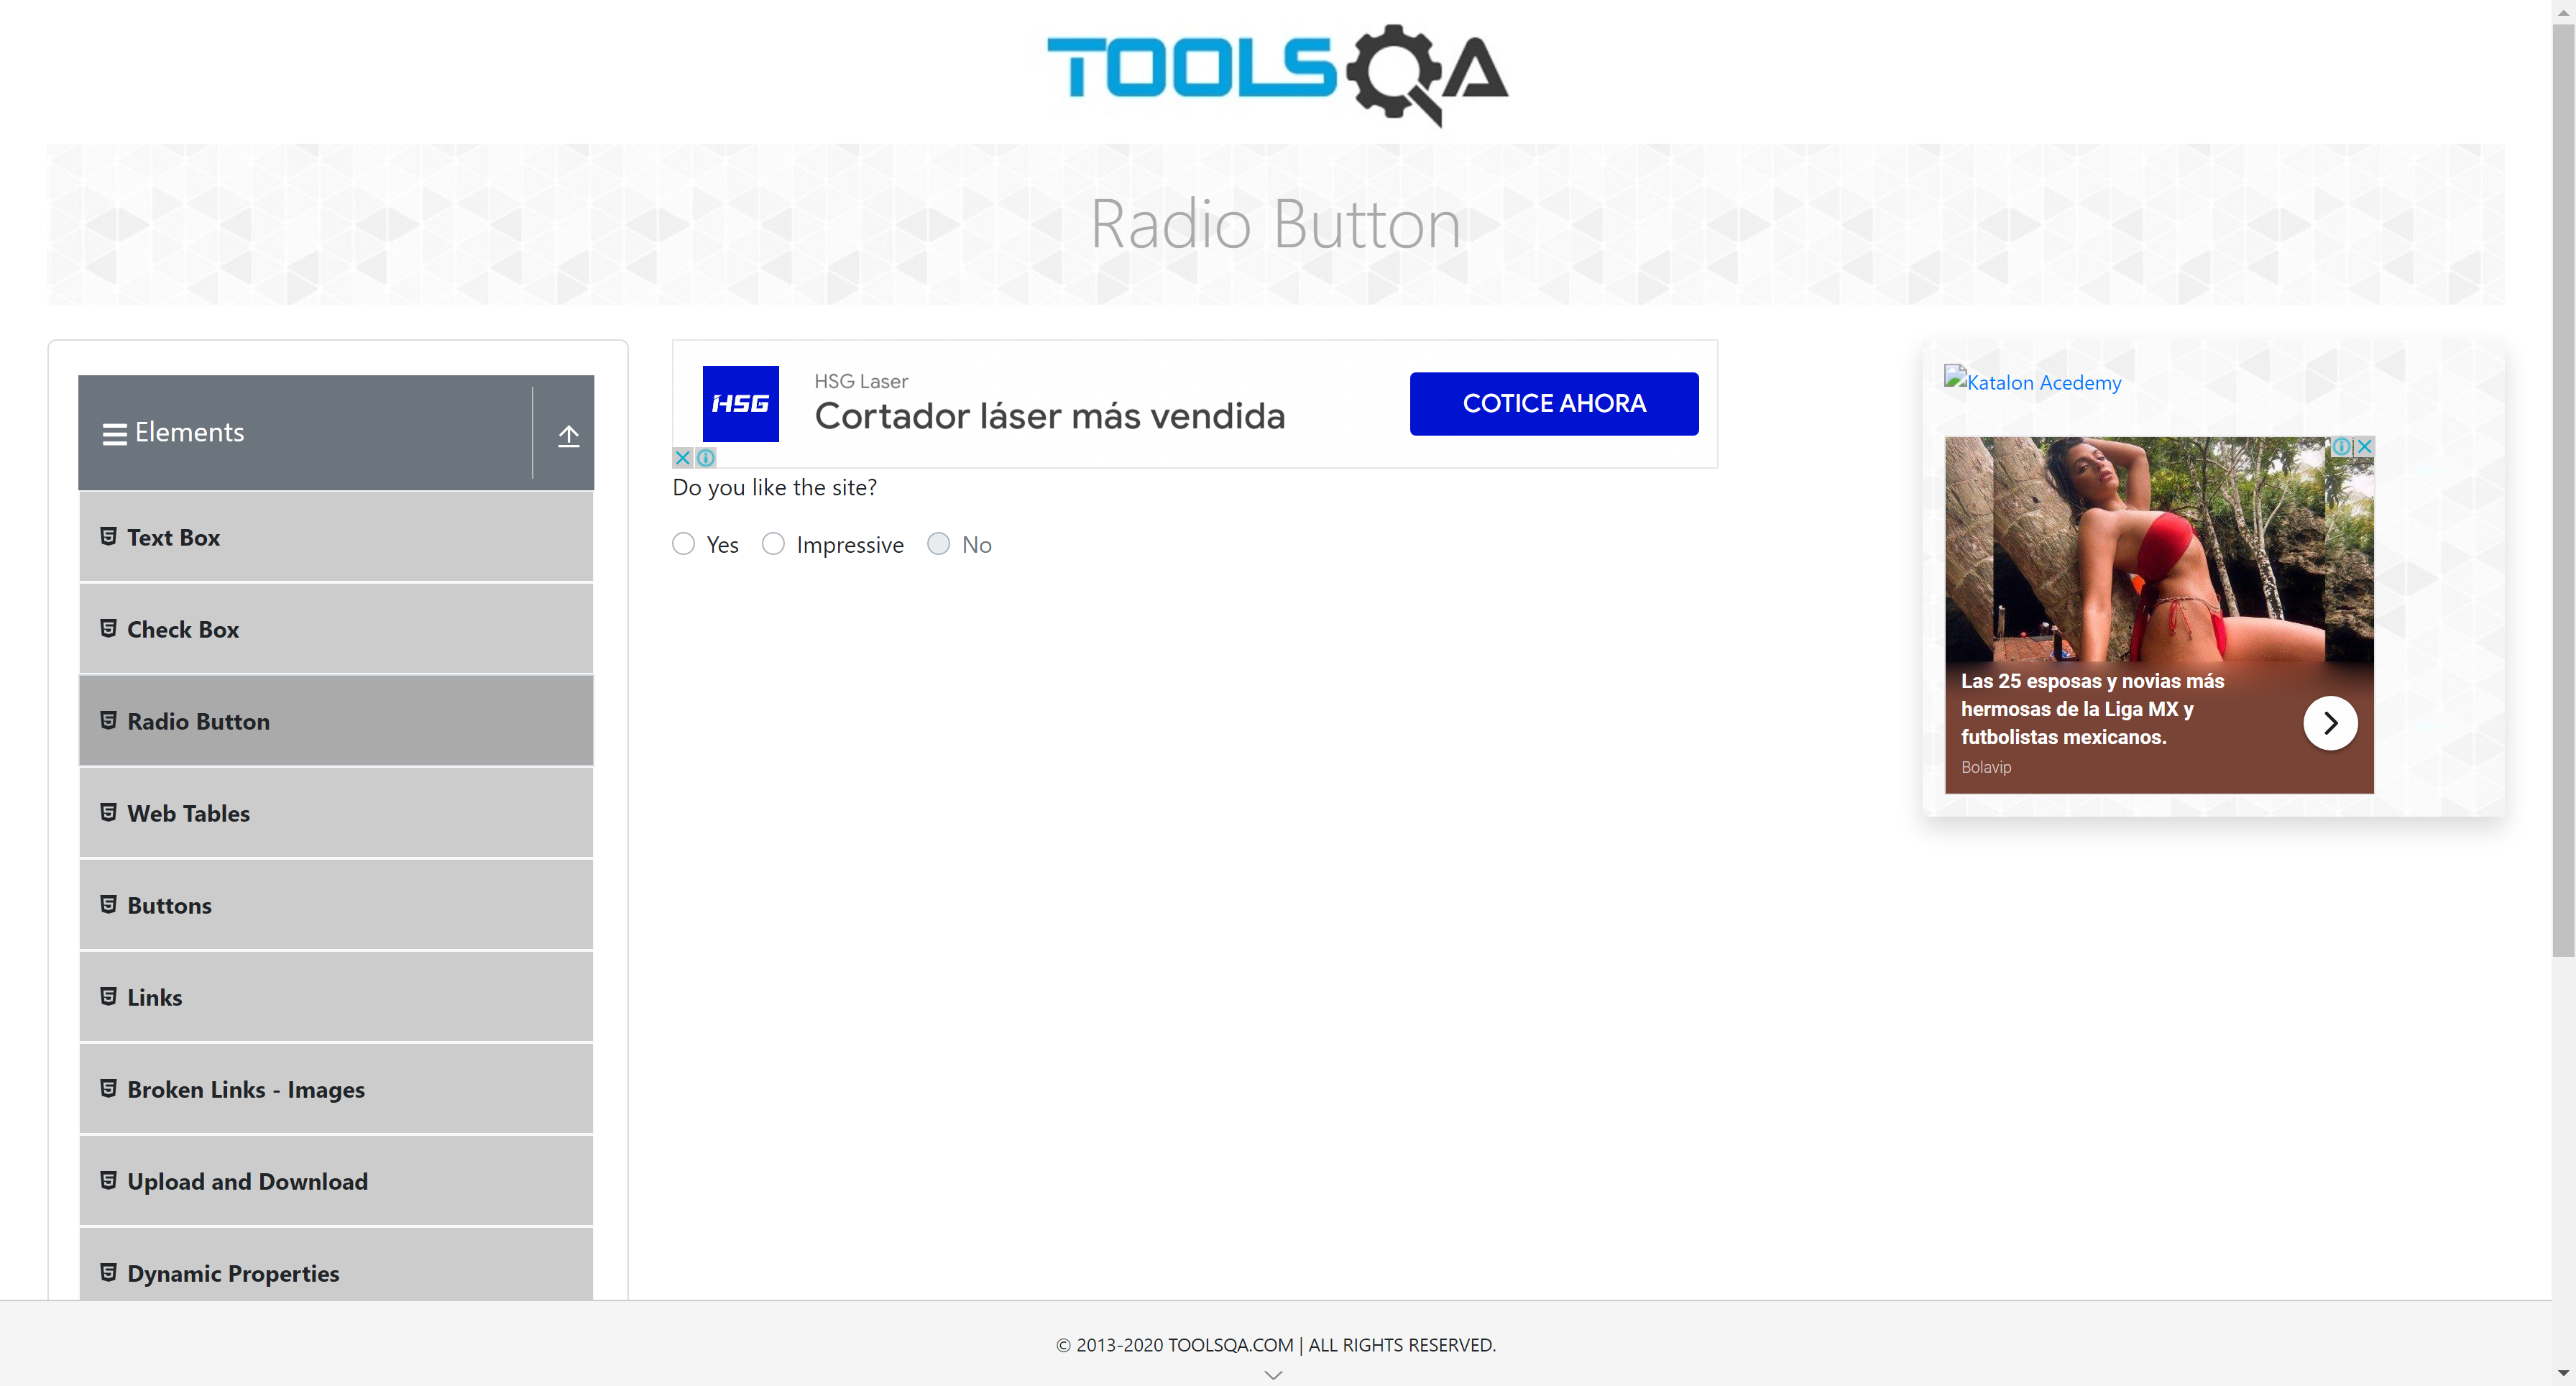 TOOLSQA
Radio Button
Elements
Text Box
Check Box
Radio Button
Web Tables
Buttons
Links
Broken Links - Images
Upload and Download
Dynamic Properties
HSG
HSG Laser
Cortador láser más vendida
COTICE AHORA
Do you like the site?
Yes Impressive No
Katalon Acedemy
Las 25 esposas y novias más
hermosas de la Liga MX y
futbolistas mexicanos.
Bolavip
© 2013-2020 TOOLSQA.COM | ALL RIGHTS RESERVED.